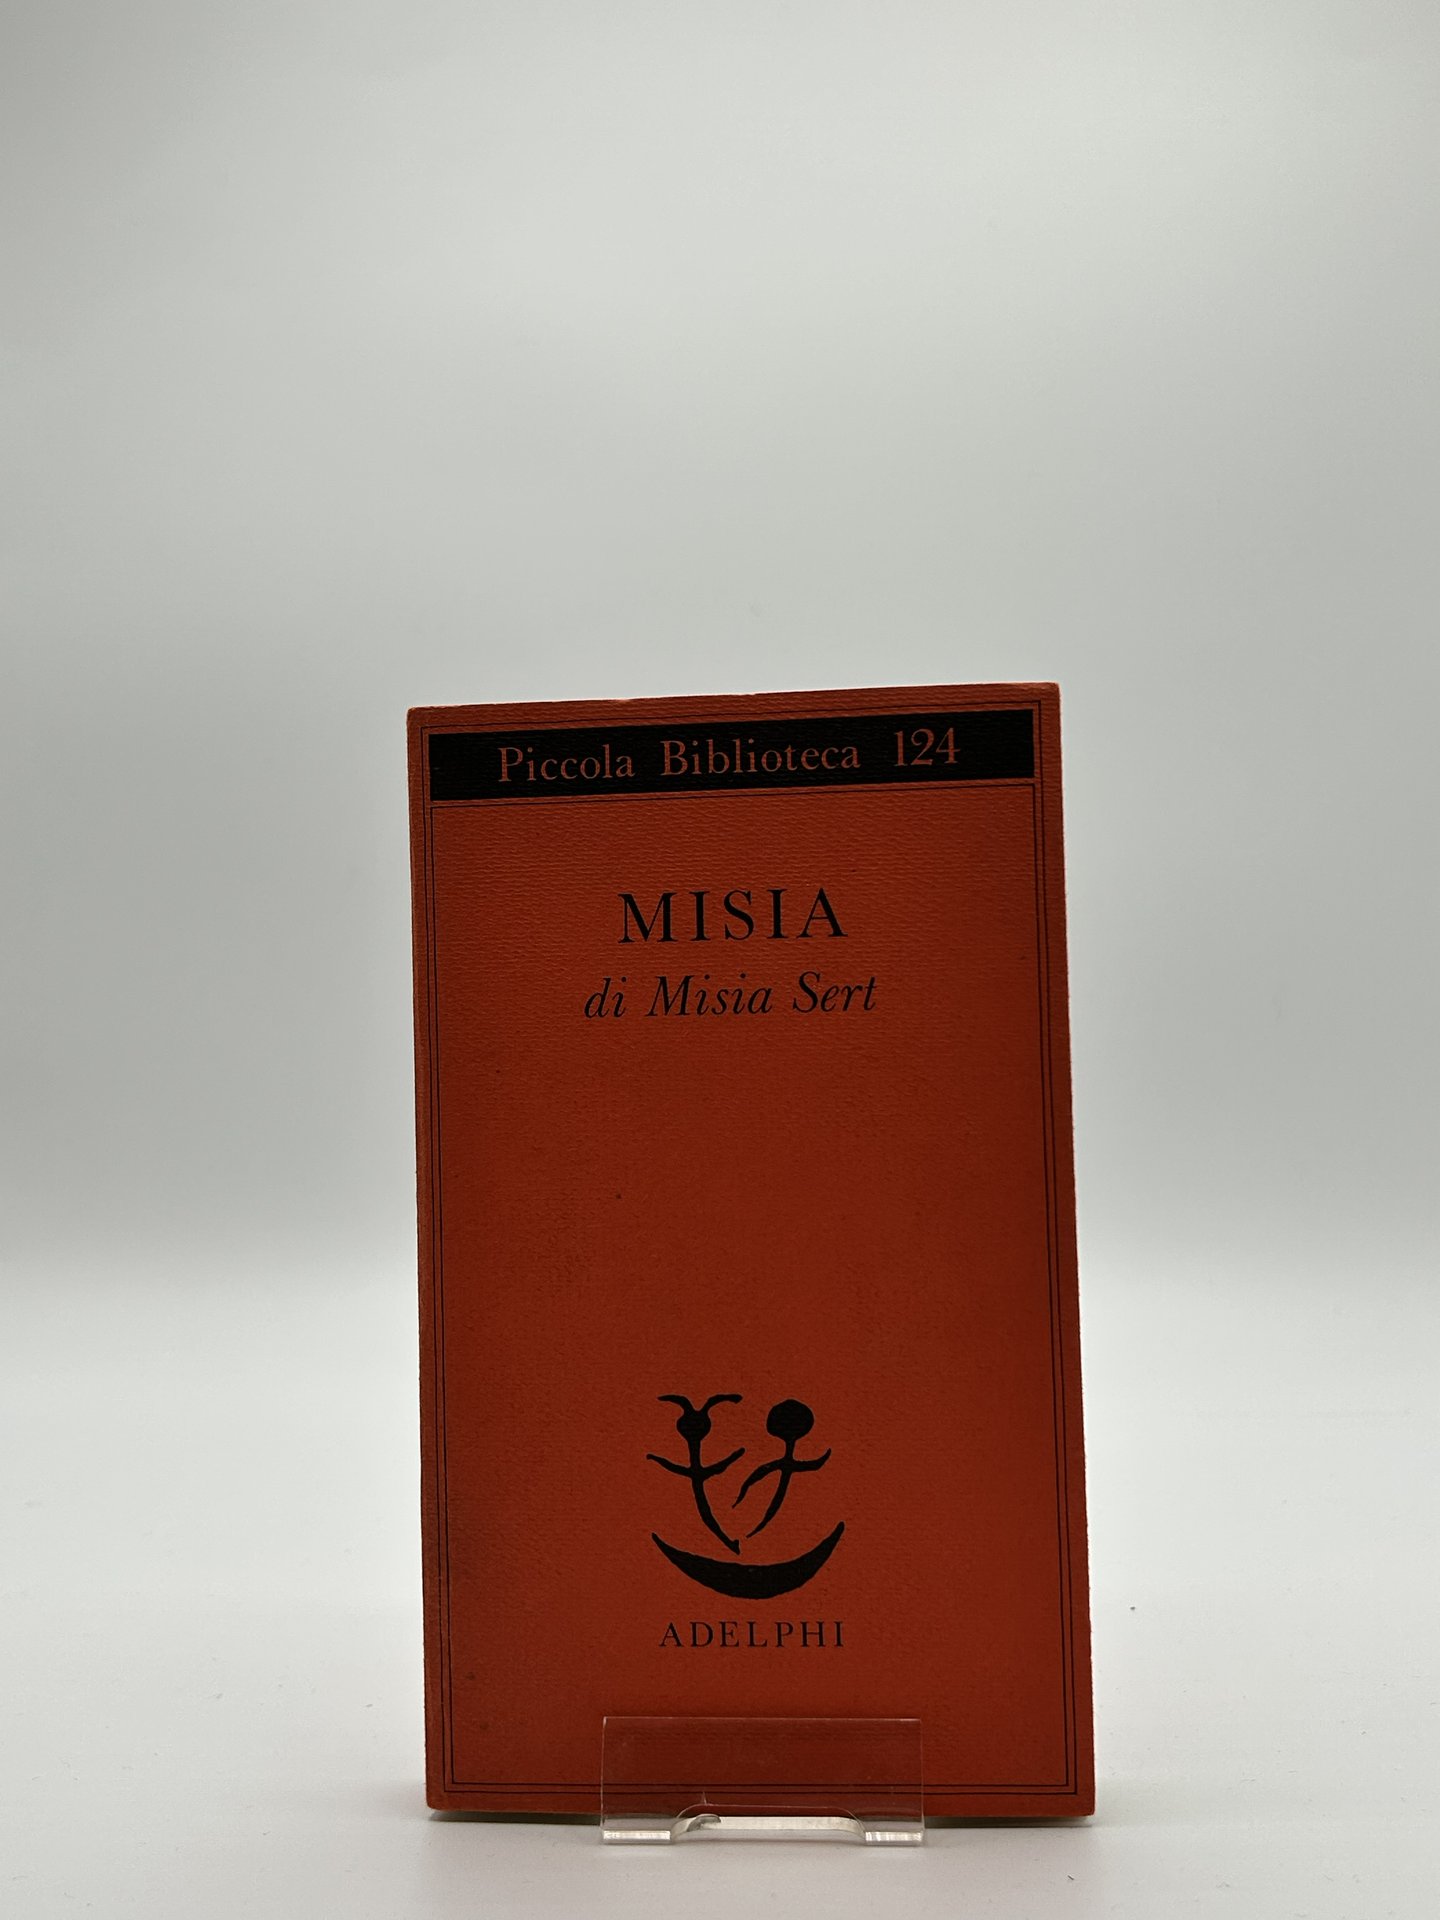 Piccola Biblioteca 124
MISIA
di Misia Sert
ADELPHI